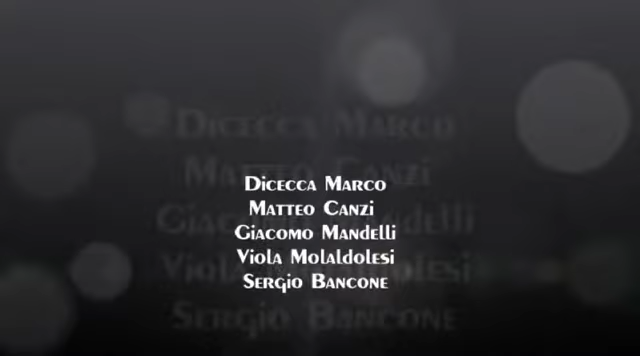 Dicecca Marco
Matteo Canzi
Giacomo Mandelli
Viola Molaldolesi
Sergio Bancone